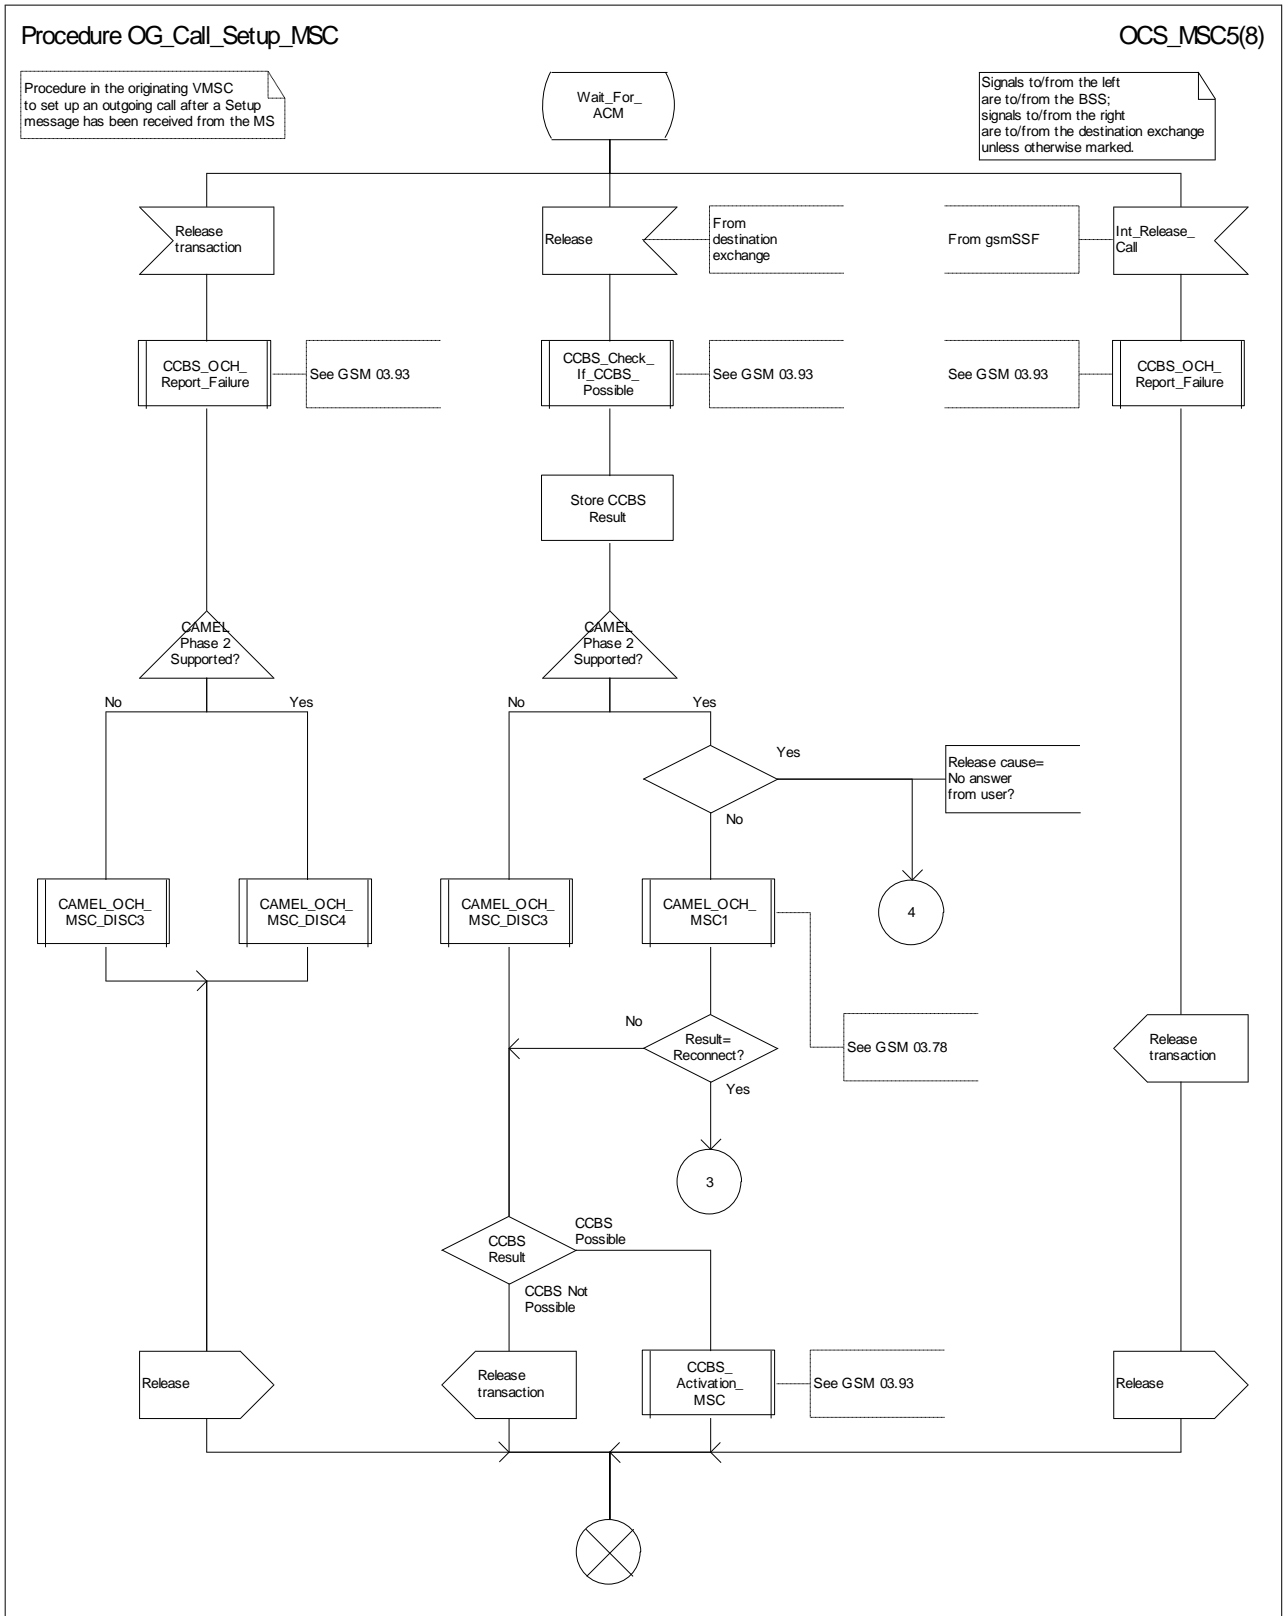 Procedure OG_Call_Setup_MSC
OCS_MSC5(8)
Procedure in the originating VMSC
to set up an outgoing call after a Setup
message has been received from the MS
Wait_For_
ACM
Signals to/from the left
are to/from the BSS;
signals to/from the right
are to/from the destination exchange
unless otherwise marked.
Release
transaction
Release
From
destination
exchange
From gsmSSF
Int_Release_
Call
CCBS_OCH_
Report_Failure
See GSM 03.93
CCBS_Check_
If_CCBS_
Possible
See GSM 03.93
See GSM 03.93
CCBS_OCH_
Report_Failure
Store CCBS
Result
CAMEL
Phase 2
Supported?
CAMEL
Phase 2
Supported?
No
Yes
No
Yes
Yes
Release cause=
No answer
from user?
No
CAMEL_OCH_
MSC_DISC3
CAMEL_OCH_
MSC_DISC4
CAMEL_OCH_
MSC_DISC3
CAMEL_OCH_
MSC1
4
No
Result=
Reconnect?
See GSM 03.78
Release
transaction
Yes
3
CCBS
Result
CCBS
Possible
CCBS Not
Possible
Release
Release
transaction
CCBS_
Activation_
MSC
See GSM 03.93
Release